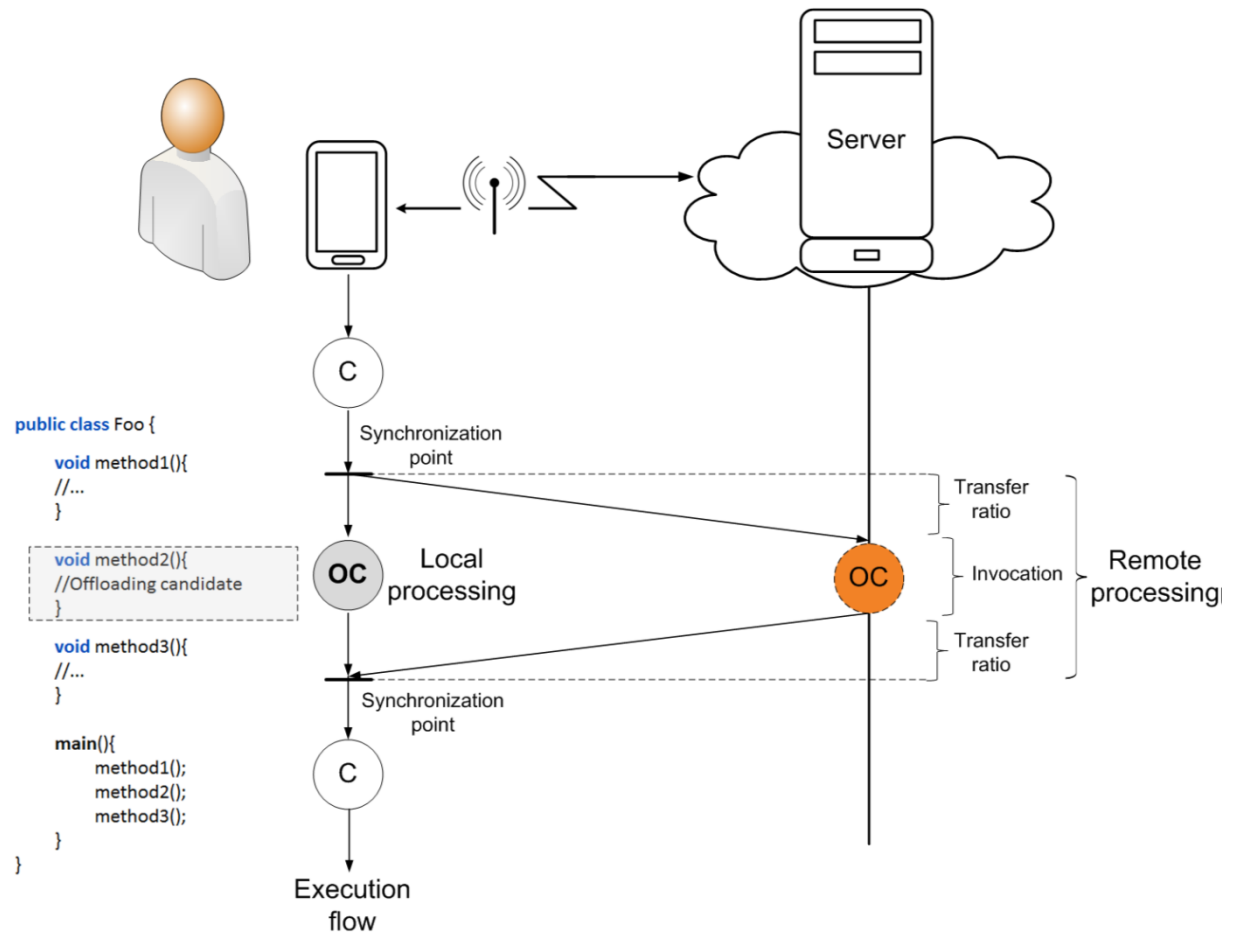 Server
C
Synchronization
point
public class Foo {
void method1(){
//...
}
void method2(){
//Offloading candidate
}
void method3(){
//...
}
main(){
method1();
method2();
method3();
}
}
OC
Local
processing
OC
Transfer
ratio
Invocation
Transfer
ratio
Remote
processing
Synchronization
point
C
Execution
flow